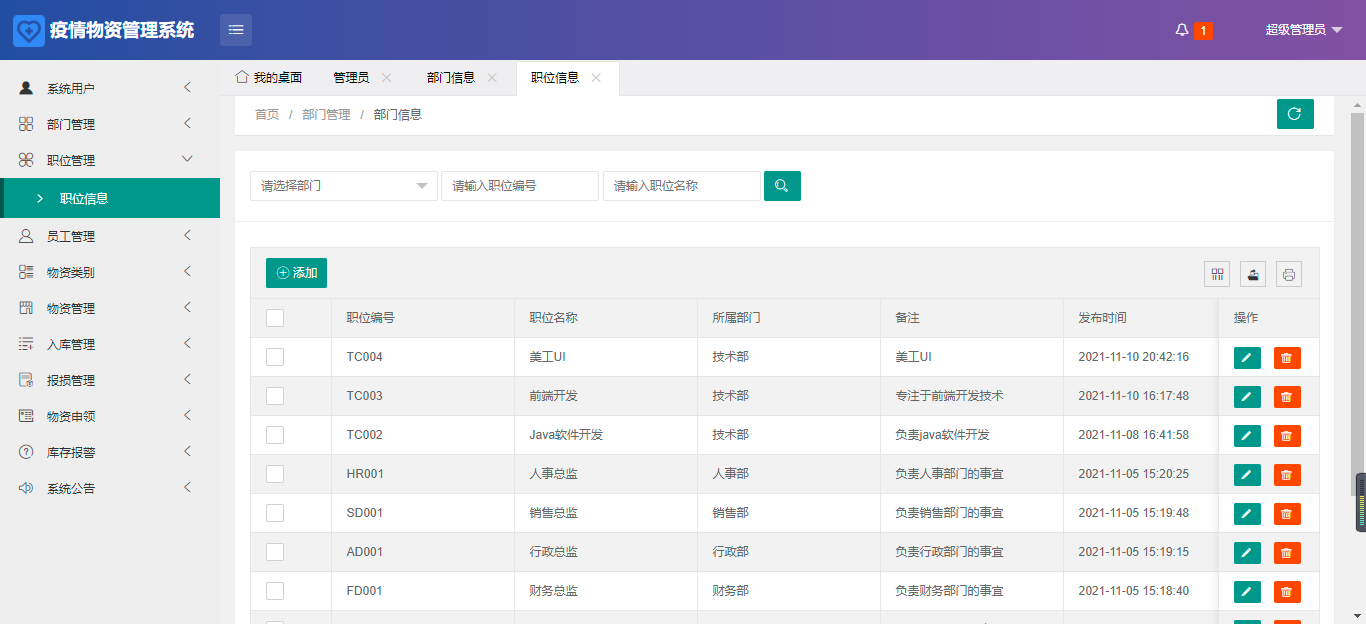 疫情物资管理系统
1
超级管理员
系统用户
部门管理
职位管理
职位信息
员工管理
物资类别
物资管理
入库管理
报损管理
物资申领
库存报警
系统公告
我的桌面 管理员 部门信息 职位信息
首页 / 部门管理 / 部门信息
请选择部门 请输入职位编号 请输入职位名称
添加
职位编号 职位名称 所属部门 备注 发布时间 操作
TC004 美工UI 技术部 美工UI 2021-11-10 20:42:16
TC003 前端开发 技术部 专注于前端开发技术 2021-11-10 16:17:48
TC002 Java软件开发 技术部 负责java软件开发 2021-11-08 16:41:58
HR001 人事总监 人事部 负责人事部门的事宜 2021-11-05 15:20:25
SD001 销售总监 销售部 负责销售部门的事宜 2021-11-05 15:19:48
AD001 行政总监 行政部 负责行政部门的事宜 2021-11-05 15:19:15
FD001 财务总监 财务部 负责财务部门的事宜 2021-11-05 15:18:40